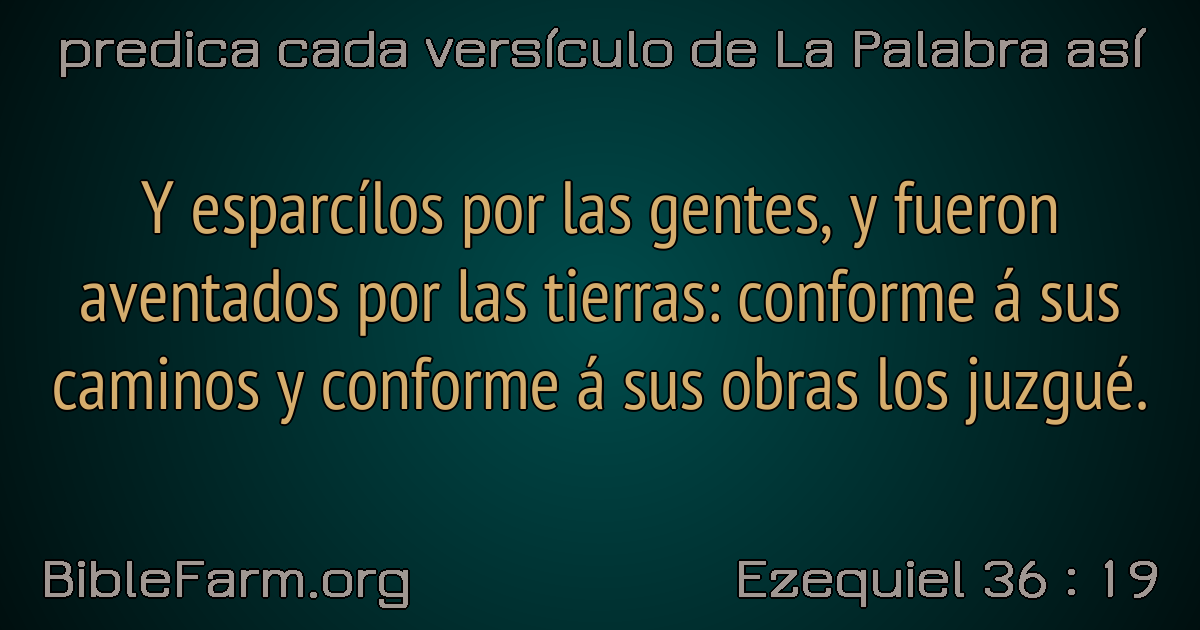 predica cada versículo de La Palabra así
Y esparcílos por las gentes, y fueron
aventados por las tierras: conforme á sus
caminos y conforme á sus obras los juzgué.
BibleFarm.org
Ezequiel 36 : 19